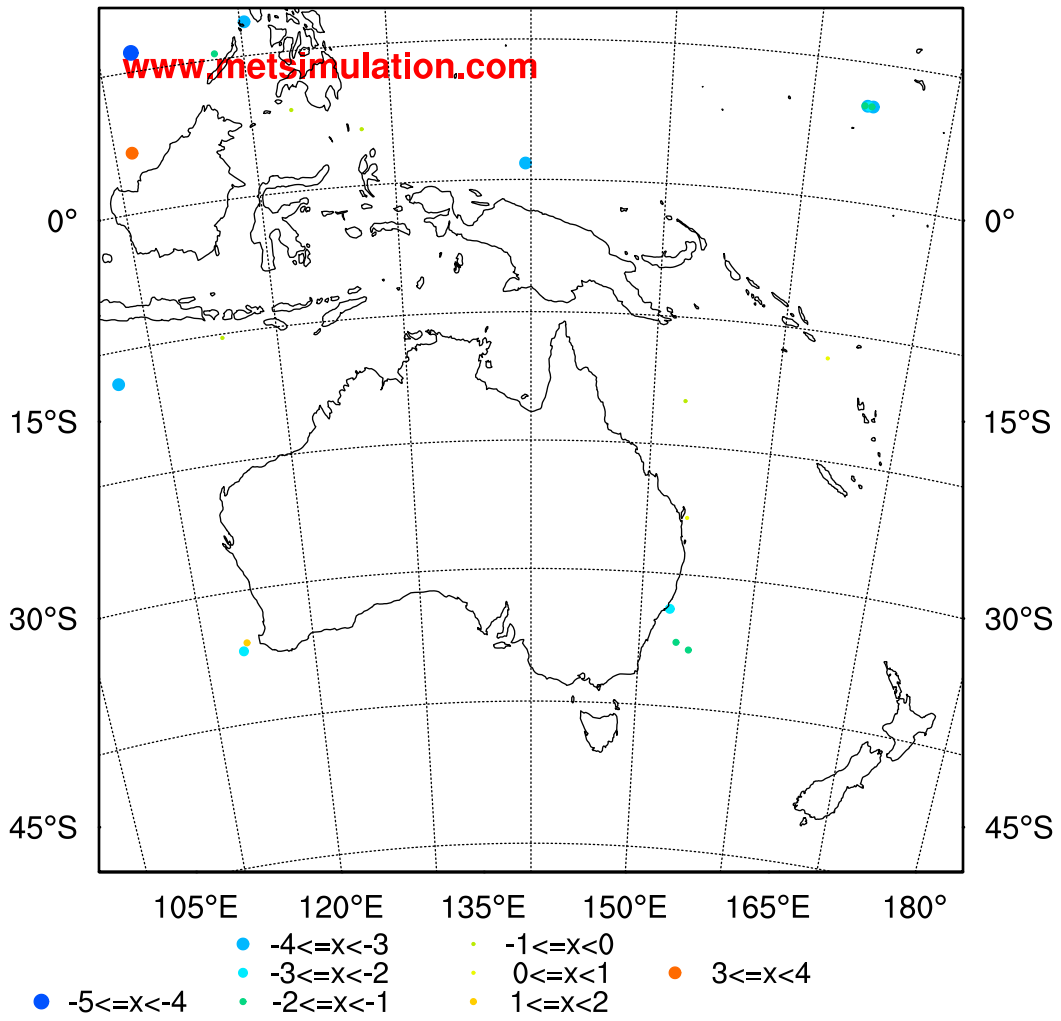 www.metsimulation.com
0° 0°
15°S 15°S
30°S 30°S
45°S 45°S
105°E 120°E 135°E 150°E 165°E 180°
-4<=x<-3 -1<=x<0
-3<=x<-2 0<=x<1 3<=x<4
-5<=x<-4 -2<=x<-1 1<=x<2